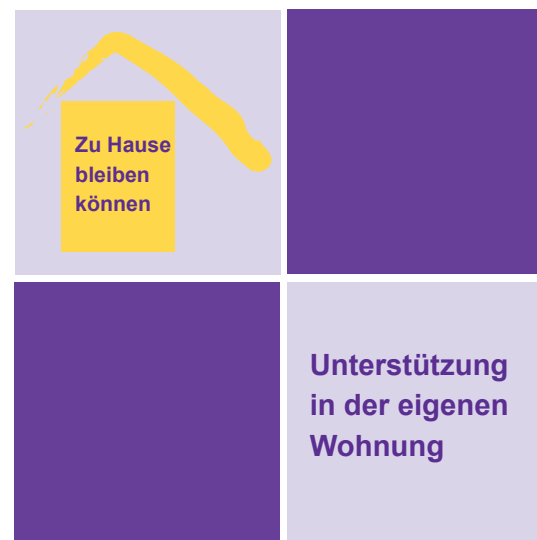 Zu Hause
bleiben
können
Unterstützung
in der eigenen
Wohnung